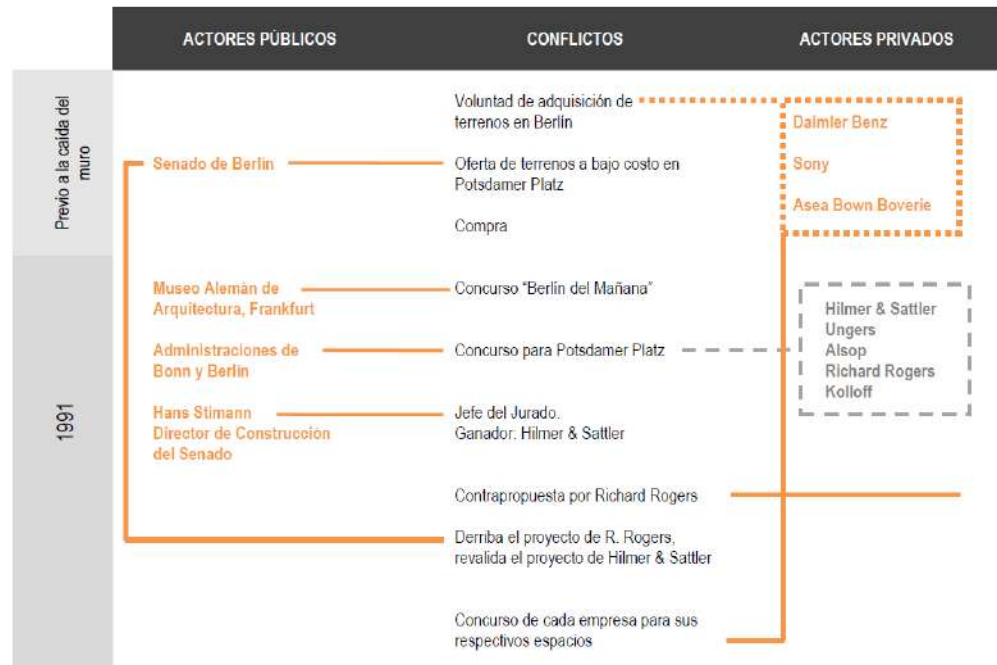 ACTORES PÚBLICOS
CONFLICTOS
ACTORES PRIVADOS
Previo a la caída del
muro
Voluntad de adquisición de
terrenos en Berlín
Daimler Benz
Senado de Berlín
Oferta de terrenos a bajo costo en
Potsdamer Platz
Sony
Asea Bown Boverie
Compra
1991
Museo Alemán de
Arquitectura, Frankfurt
Concurso “Berlín del Mañana”
Hilmer & Sattler
Ungers
Alsop
Richard Rogers
Kolloff
Administraciones de
Bonn y Berlín
Concurso para Potsdamer Platz
Hans Stimann
Director de Construcción
del Senado
Jefe del Jurado.
Ganador: Hilmer & Sattler
Contrapropuesta por Richard Rogers
Derriba el proyecto de R. Rogers,
revalida el proyecto de Hilmer & Sattler
Concurso de cada empresa para sus
respectivos espacios